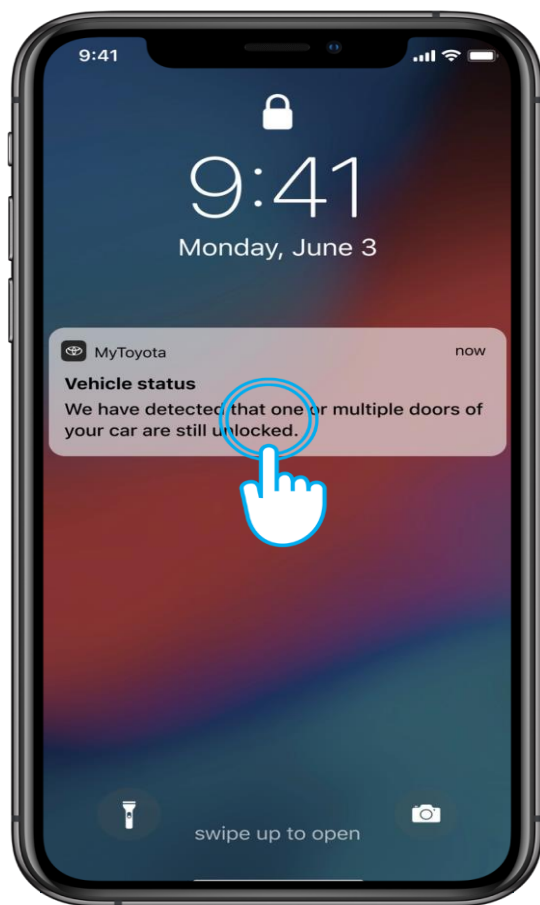 9:41
9:41
Monday, June 3
MyToyota now
Vehicle status
We have detected that one or multiple doors of
your car are still unlocked.
swipe up to open